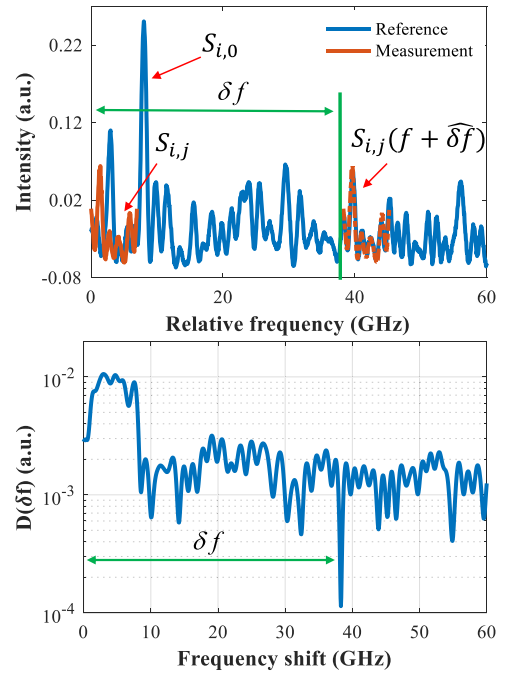 Reference
Measurement
S_{i,0}
δf
S_{i,j}
S_{i,j}(f + \widehat{δf})
Intensity (a.u.)
0.22
0.12
0.02
-0.08
0 20 40 60
Relative frequency (GHz)
D(δf) (a.u.)
10^{-2}
10^{-3}
10^{-4}
δf
0 10 20 30 40 50 60
Frequency shift (GHz)